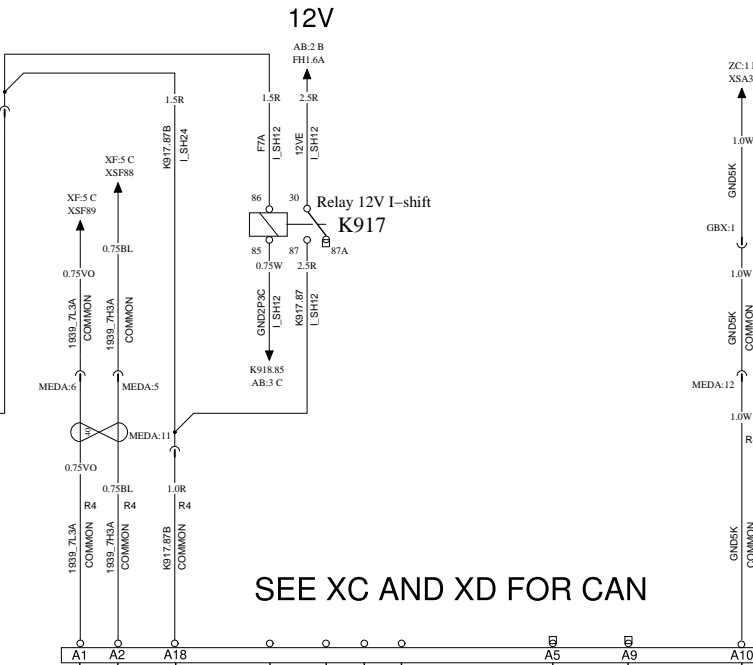 12V
AB:2 B
FH1.6A
ZC:1
XSA3
1.5R
1.5R
2.5R
K917.87B
I_SH24
F7A
I_SH12
12VE
I_SH12
1.0W
GND5K
XF:5 C
XSF88
XF:5 C
XSF89
86
30
Relay 12V I-shift
K917
85
87
87A
GBX:1
0.75BL
0.75VO
0.75W
2.5R
1.0W
1939_7L3A
COMMON
1939_7H3A
COMMON
GND2P3C
I_SH12
K917.87
I_SH12
GND5K
COMMON
K918.85
AB:3 C
MEDA:6
MEDA:5
MEDA:12
1.0W
40
MEDA:11
R
0.75VO
0.75BL
1.0R
R4
R4
R4
1939_7L3A
COMMON
1939_7H3A
COMMON
K917.87B
COMMON
GND5K
COMMON
SEE XC AND XD FOR CAN
A1
A2
A18
A5
A9
A10